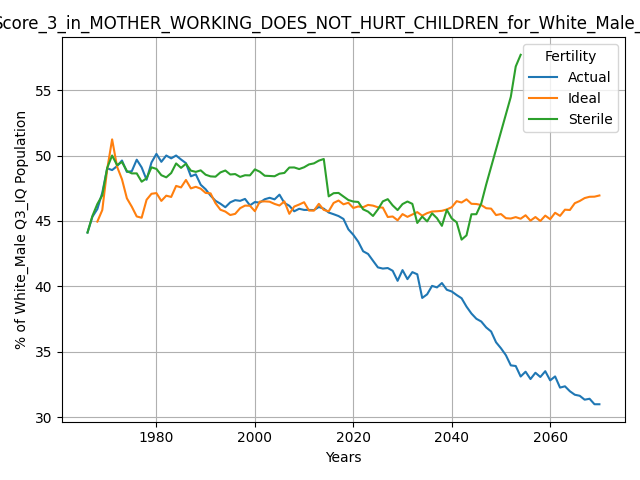 core_3_in_MOTHER_WORKING_DOES_NOT_HURT_CHILDREN_for_White_Male_
Fertility
Actual
Ideal
Sterile
% of White_Male Q3_IQ Population
55
50
45
40
35
30
1980
2000
2020
2040
2060
Years